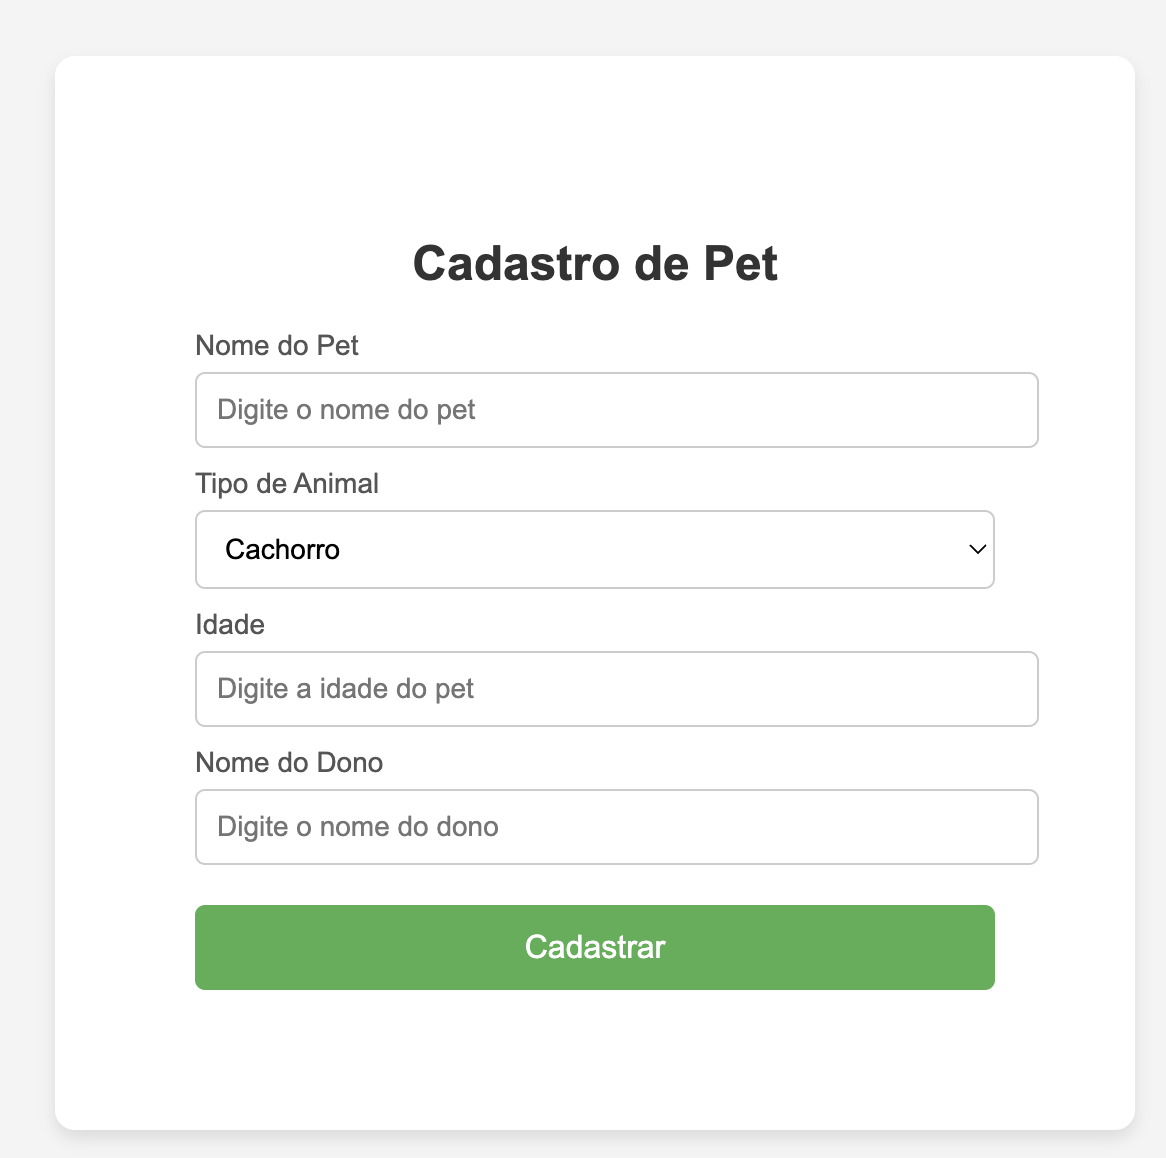 Cadastro de Pet
Nome do Pet
Digite o nome do pet
Tipo de Animal
Cachorro
Idade
Digite a idade do pet
Nome do Dono
Digite o nome do dono
Cadastrar